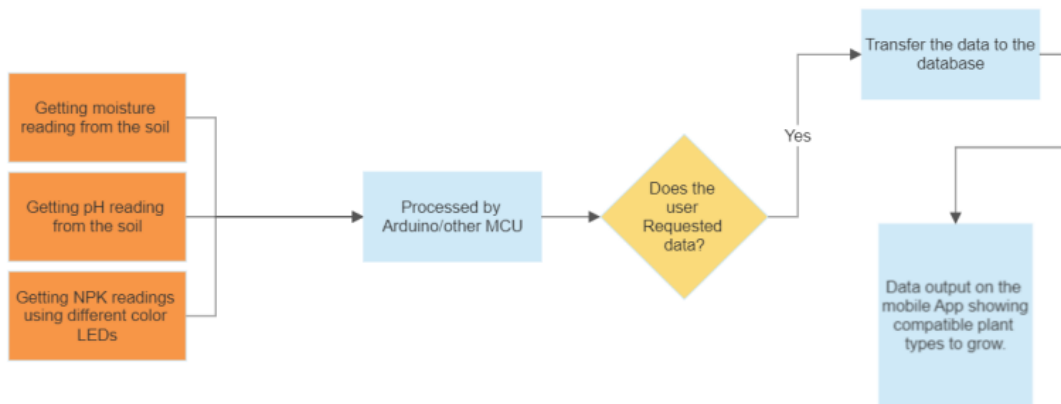 Getting moisture
reading from the soil
Getting pH reading
from the soil
Getting NPK readings
using different color
LEDs
Processed by
Arduino/other MCU
Does the
user
Requested
data?
Yes
Transfer the data to the
database
Data output on the
mobile App showing
compatible plant
types to grow.